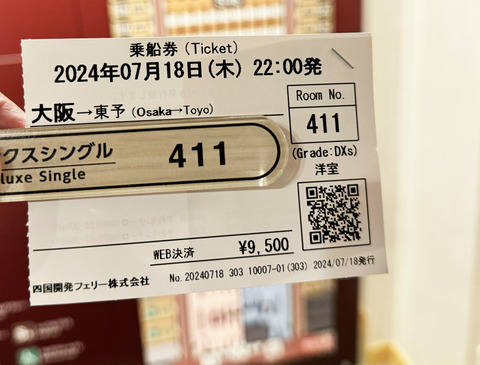 乗船券 (Ticket)
2024年07月18日(木) 22:00発
大阪→東予 (Osaka→Toyo)
Room No.
411
(Grade:DXs)
洋室
クスシングル
luxe Single
411
WEB決済 ¥9,500
四国開発フェリー株式会社
No.20240718 303 10007-01(303) 2024/07/18発行